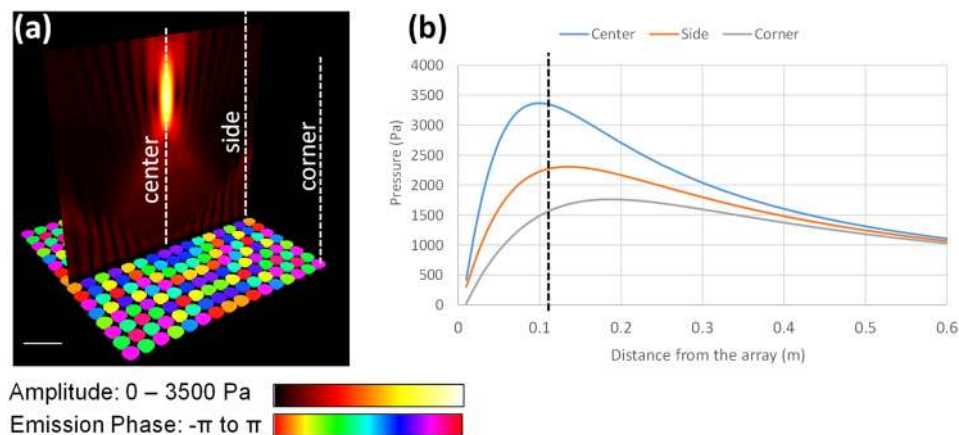 (a)
center
side
corner
Amplitude: 0 – 3500 Pa
Emission Phase: -π to π
(b)
Center Side Corner
4000
3500
3000
2500
2000
1500
1000
500
0
Pressure (Pa)
0 0.1 0.2 0.3 0.4 0.5 0.6
Distance from the array (m)